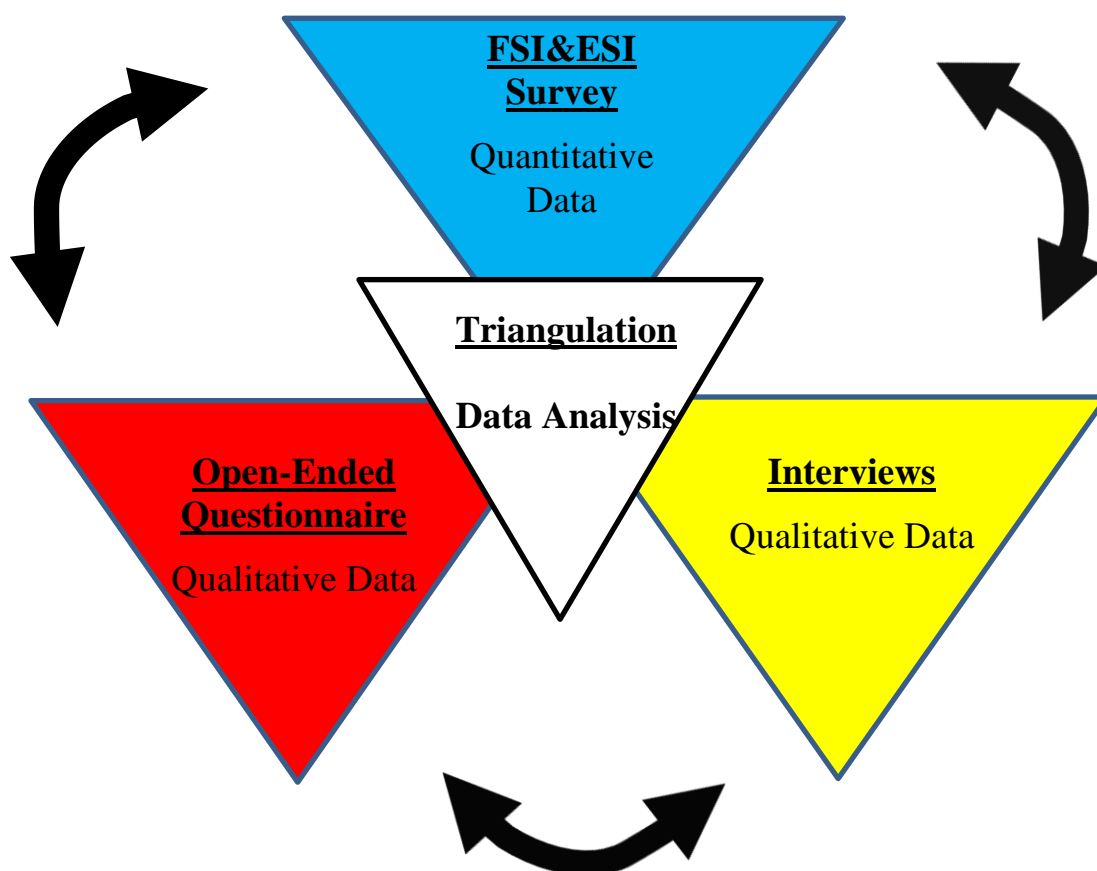 FSI&ESI
Survey
Quantitative
Data
Triangulation
Data Analysis
Open-Ended
Questionnaire
Qualitative Data
Interviews
Qualitative Data